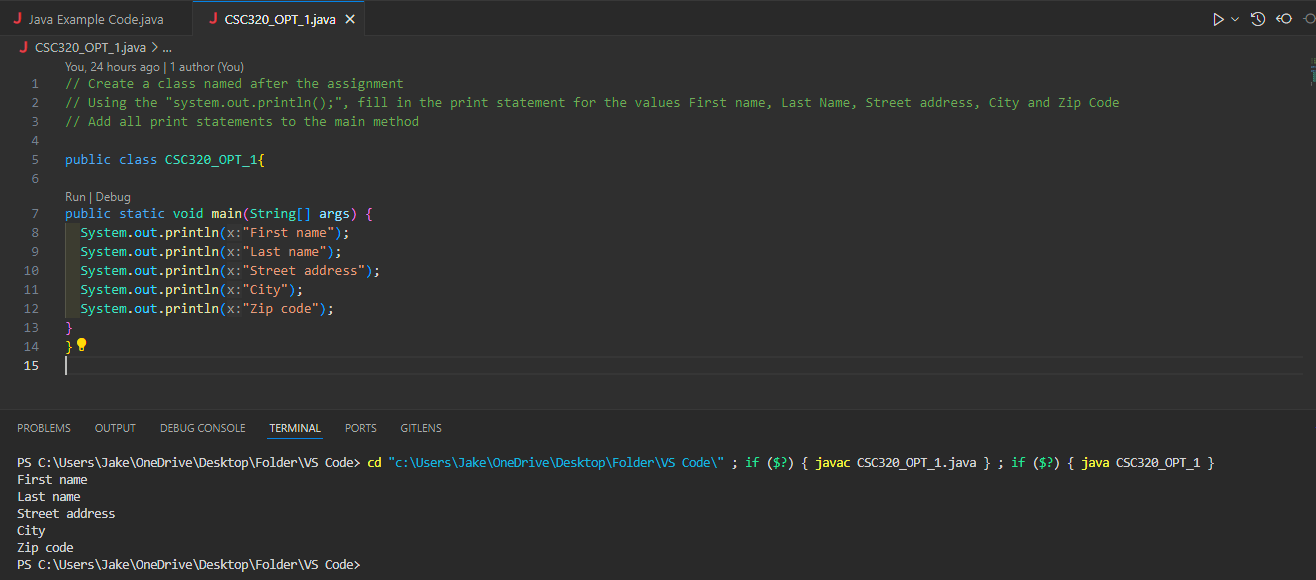 J Java Example Code.java J CSC320_OPT_1.java ×
J CSC320_OPT_1.java > ...
You, 24 hours ago | 1 author (You)
1 // Create a class named after the assignment
2 // Using the "system.out.println();", fill in the print statement for the values First name, Last Name, Street address, City and Zip Code
3 // Add all print statements to the main method
4
5 public class CSC320_OPT_1{
6
Run | Debug
7 public static void main(String[] args) {
8 System.out.println(x:"First name");
9 System.out.println(x:"Last name");
10 System.out.println(x:"Street address");
11 System.out.println(x:"City");
12 System.out.println(x:"Zip code");
13 }
14 }
15
PROBLEMS OUTPUT DEBUG CONSOLE TERMINAL PORTS GITLENS
PS C:\Users\Jake\OneDrive\Desktop\Folder\VS Code> cd "c:\Users\Jake\OneDrive\Desktop\Folder\VS Code\" ; if ($?) { javac CSC320_OPT_1.java } ; if ($?) { java CSC320_OPT_1 }
First name
Last name
Street address
City
Zip code
PS C:\Users\Jake\OneDrive\Desktop\Folder\VS Code>